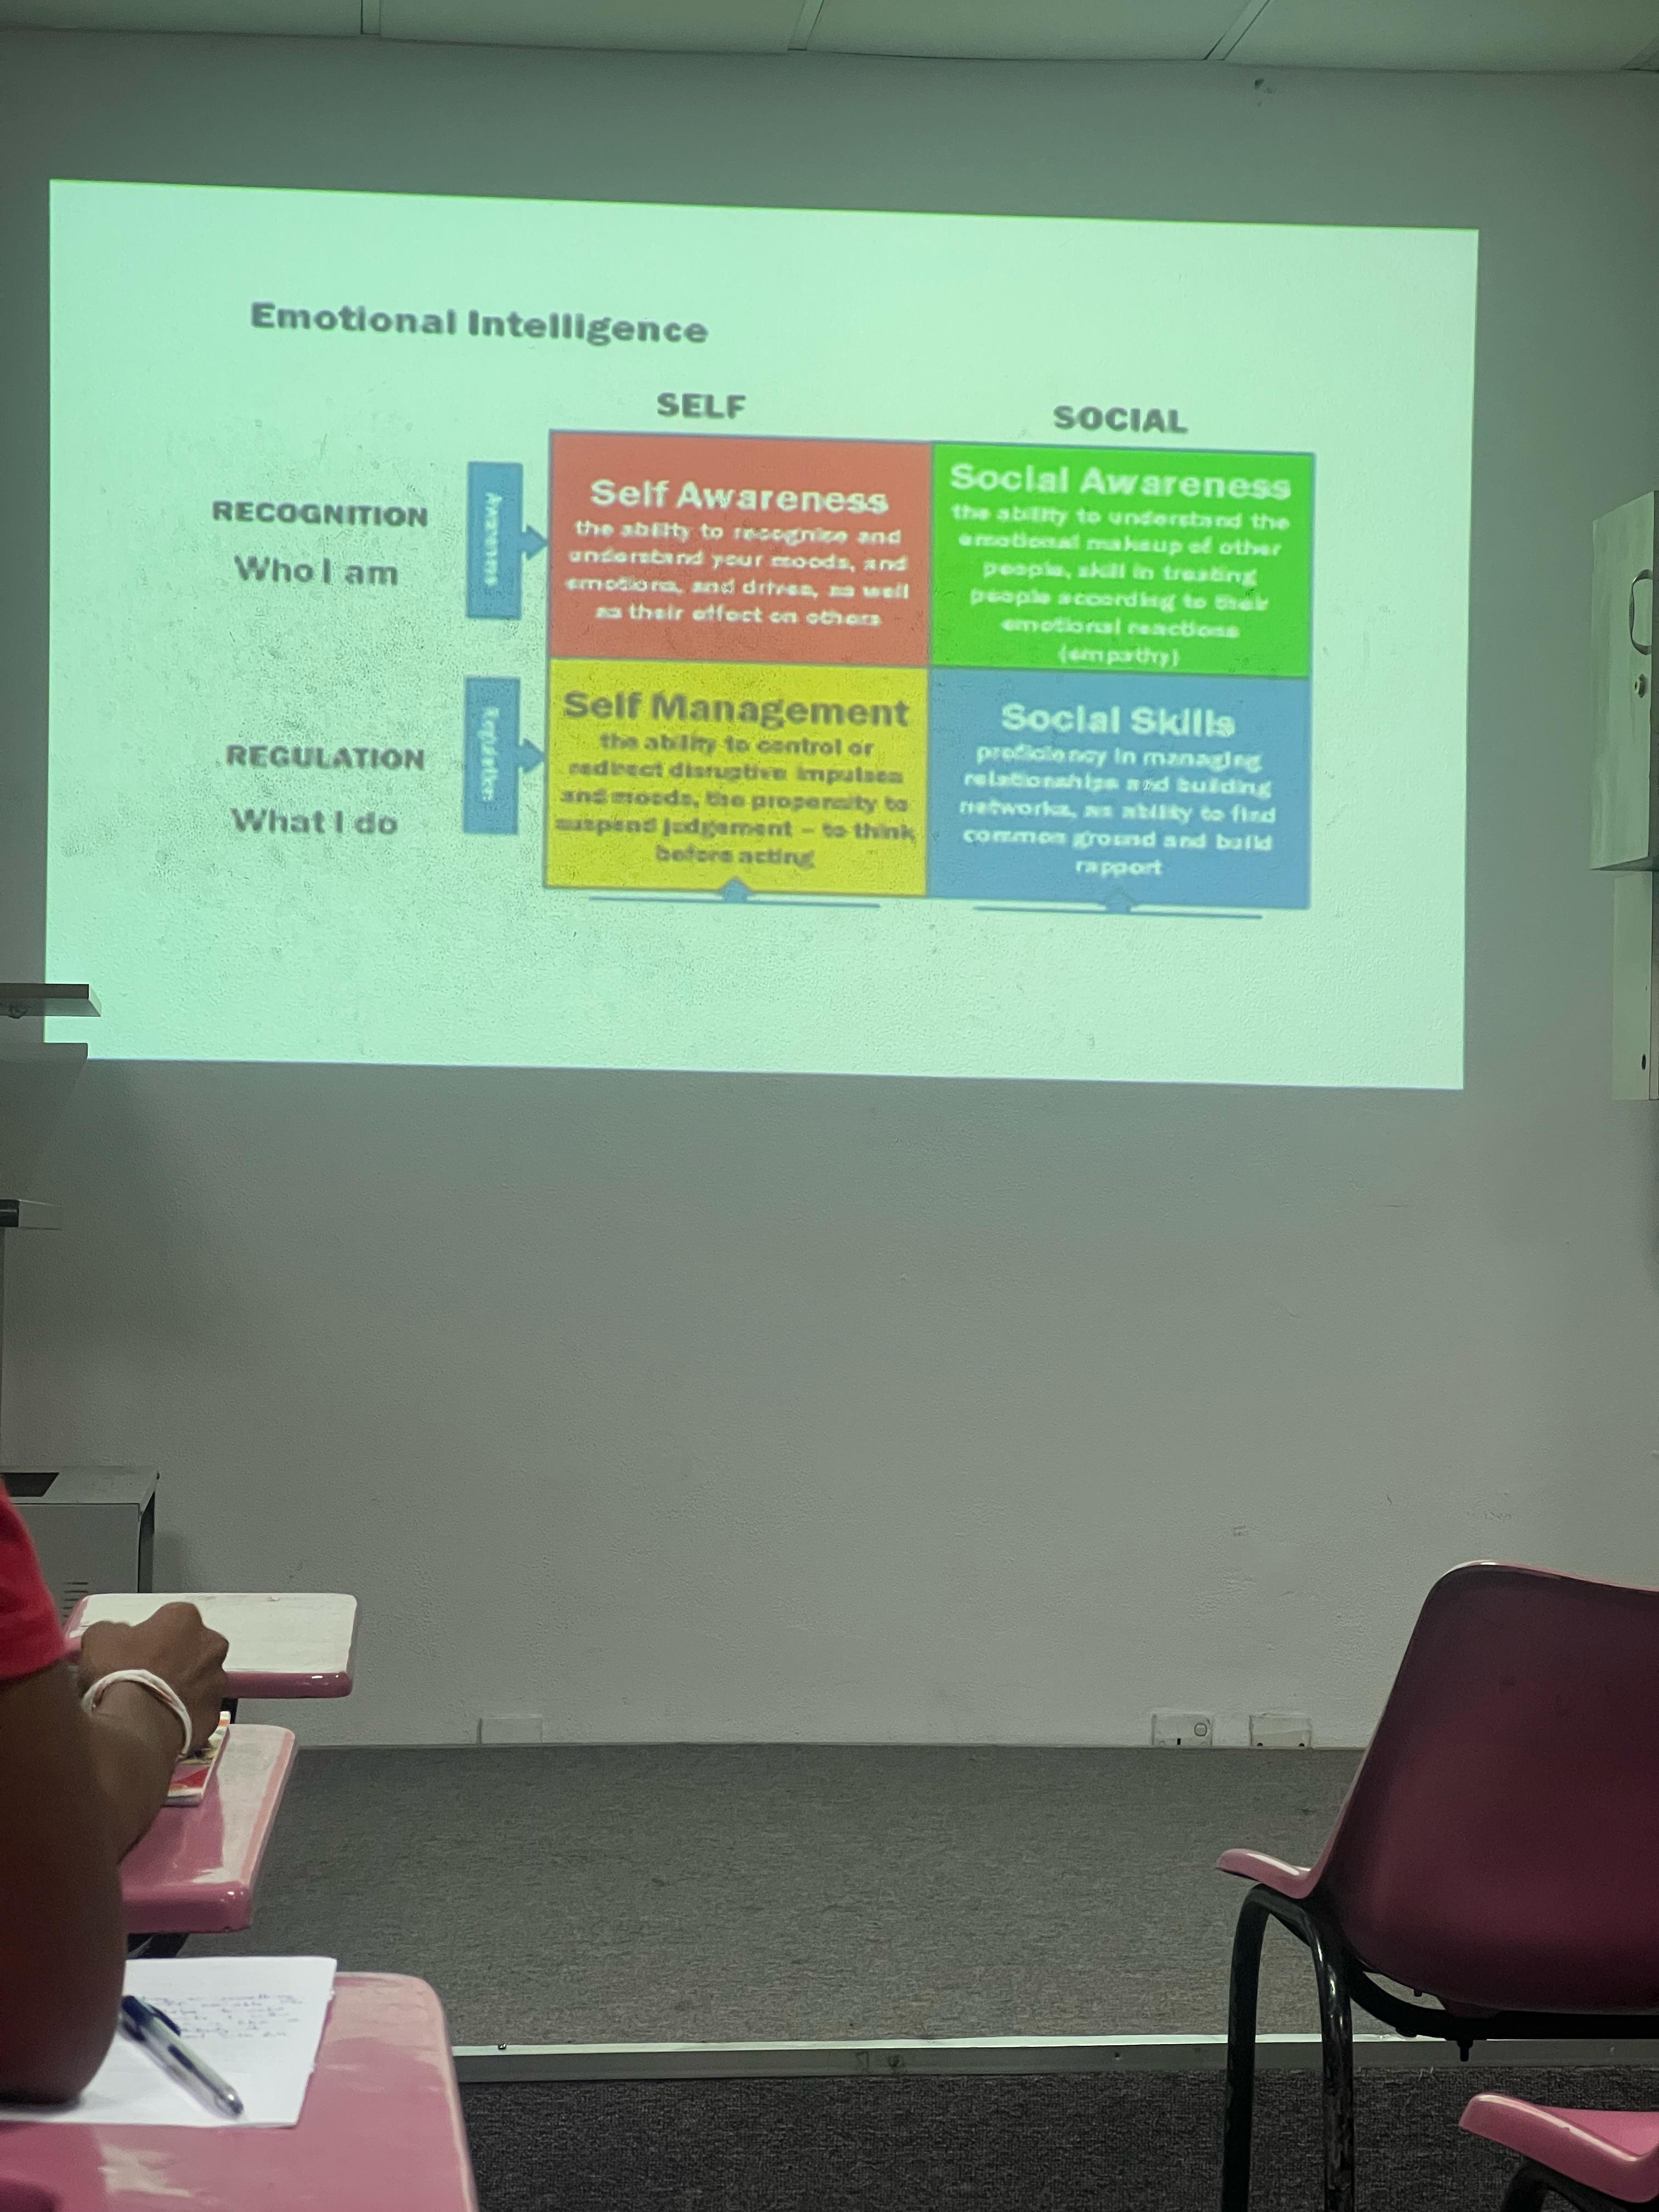 Emotional Intelligence
SELF
SOCIAL
RECOGNITION
Who I am
Awareness
Self Awareness
the ability to recognise and
understand your moods, and
emotions, and drives, as well
as their effect on others
Social Awareness
the ability to understand the
emotional makeup of other
people, skill in treating
people according to their
emotional reactions
(empathy)
REGULATION
What I do
Regulation
Self Management
the ability to control or
redirect disruptive impulses
and moods, the propensity to
suspend judgement – to think
before acting
Social Skills
proficiency in managing
relationships and building
networks, as ability to find
common ground and build
rapport